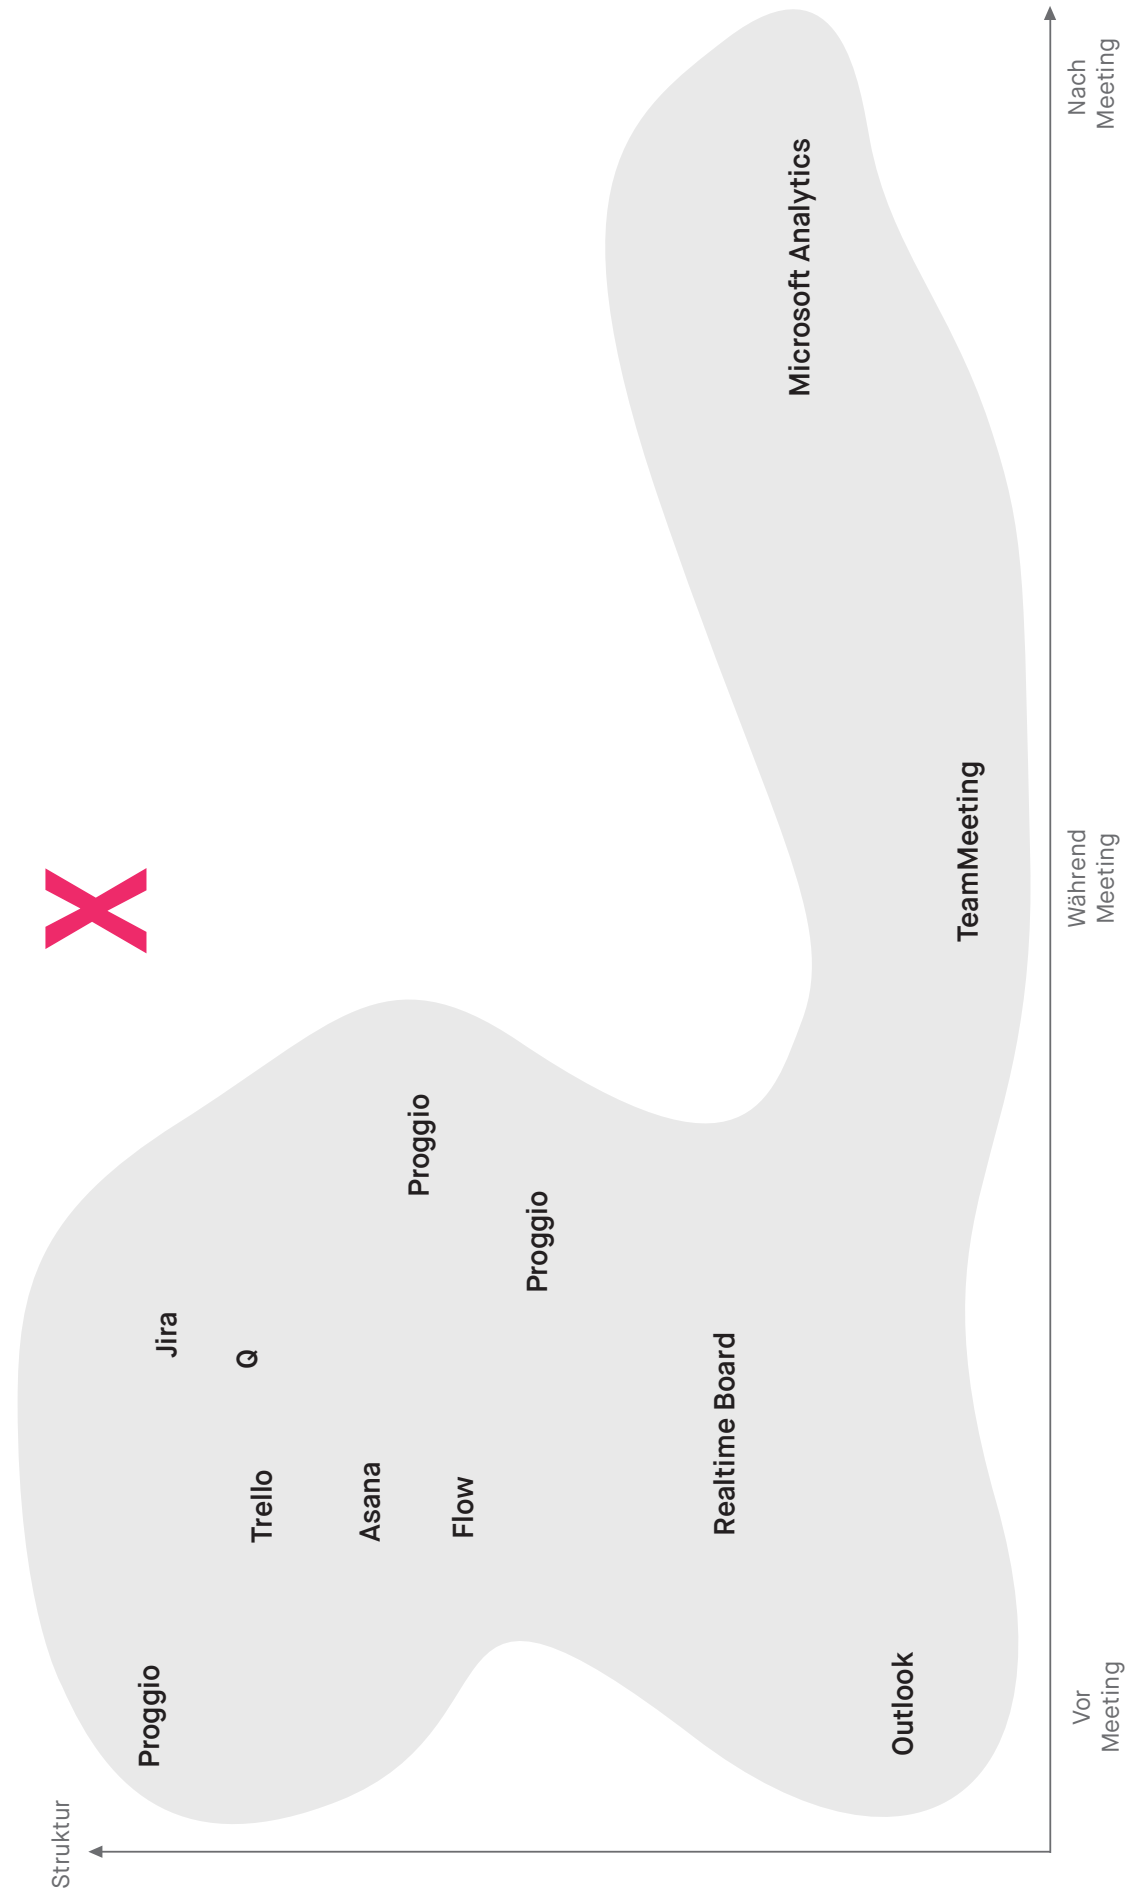 Struktur
X
Proggio
Jira
Q
Trello
Proggio
Asana
Flow
Proggio
Realtime Board
Microsoft Analytics
Outlook
TeamMeeting
Vor
Meeting
Während
Meeting
Nach
Meeting